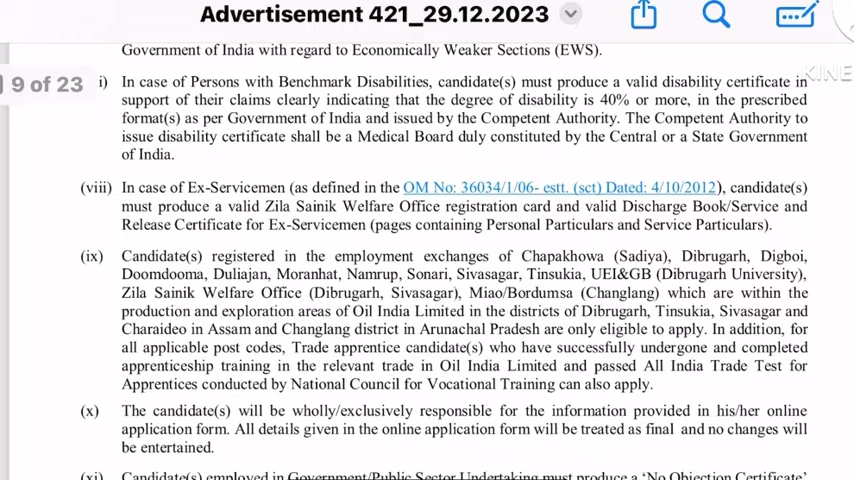 Advertisement 421_29.12.2023
Government of India with regard to Economically Weaker Sections (EWS).
9 of 23
KINE
i) In case of Persons with Benchmark Disabilities, candidate(s) must produce a valid disability certificate in
support of their claims clearly indicating that the degree of disability is 40% or more, in the prescribed
format(s) as per Government of India and issued by the Competent Authority. The Competent Authority to
issue disability certificate shall be a Medical Board duly constituted by the Central or a State Government
of India.
(viii) In case of Ex-Servicemen (as defined in the OM No: 36034/1/06- estt. (sct) Dated: 4/10/2012), candidate(s)
must produce a valid Zila Sainik Welfare Office registration card and valid Discharge Book/Service and
Release Certificate for Ex-Servicemen (pages containing Personal Particulars and Service Particulars).
(ix) Candidate(s) registered in the employment exchanges of Chapakhowa (Sadiya), Dibrugarh, Digboi,
Doomdooma, Duliajan, Moranhat, Namrup, Sonari, Sivasagar, Tinsukia, UEI&GB (Dibrugarh University),
Zila Sainik Welfare Office (Dibrugarh, Sivasagar), Miao/Bordumsa (Changlang) which are within the
production and exploration areas of Oil India Limited in the districts of Dibrugarh, Tinsukia, Sivasagar and
Charaideo in Assam and Changlang district in Arunachal Pradesh are only eligible to apply. In addition, for
all applicable post codes, Trade apprentice candidate(s) who have successfully undergone and completed
apprenticeship training in the relevant trade in Oil India Limited and passed All India Trade Test for
Apprentices conducted by National Council for Vocational Training can also apply.
(x) The candidate(s) will be wholly/exclusively responsible for the information provided in his/her online
application form. All details given in the online application form will be treated as final and no changes will
be entertained.
(xi) Candidate(s) employed in Government/Public Sector Undertaking must produce a 'No Objection Certificate'